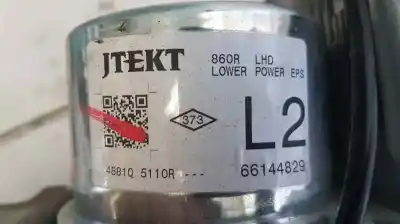 JTEKT
860R LHD
LOWER POWER EPS
373
L2
48810 5110R ---
66144829